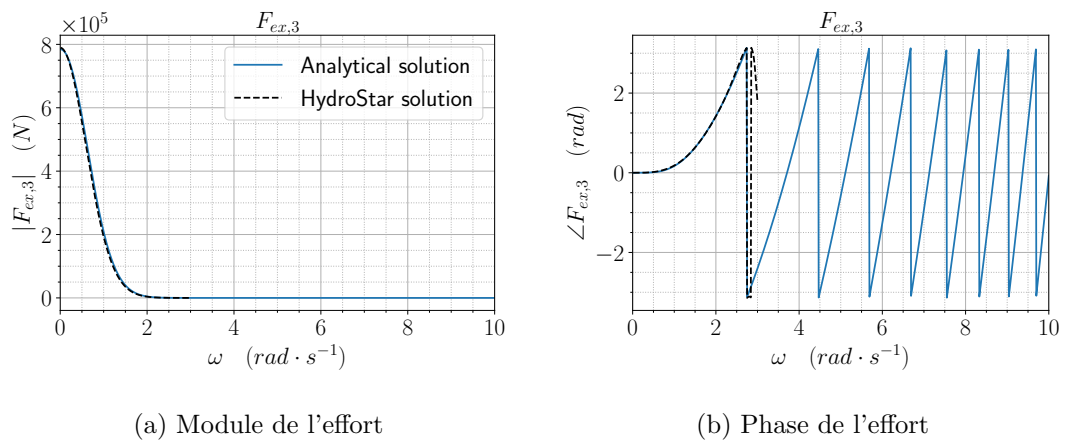 ×10⁵
F_{ex,3}
8
6
4
2
0
|F_{ex,3}| (N)
Analytical solution
HydroStar solution
0 2 4 6 8 10
ω (rad · s⁻¹)
(a) Module de l'effort
F_{ex,3}
2
0
−2
∠F_{ex,3} (rad)
0 2 4 6 8 10
ω (rad · s⁻¹)
(b) Phase de l'effort